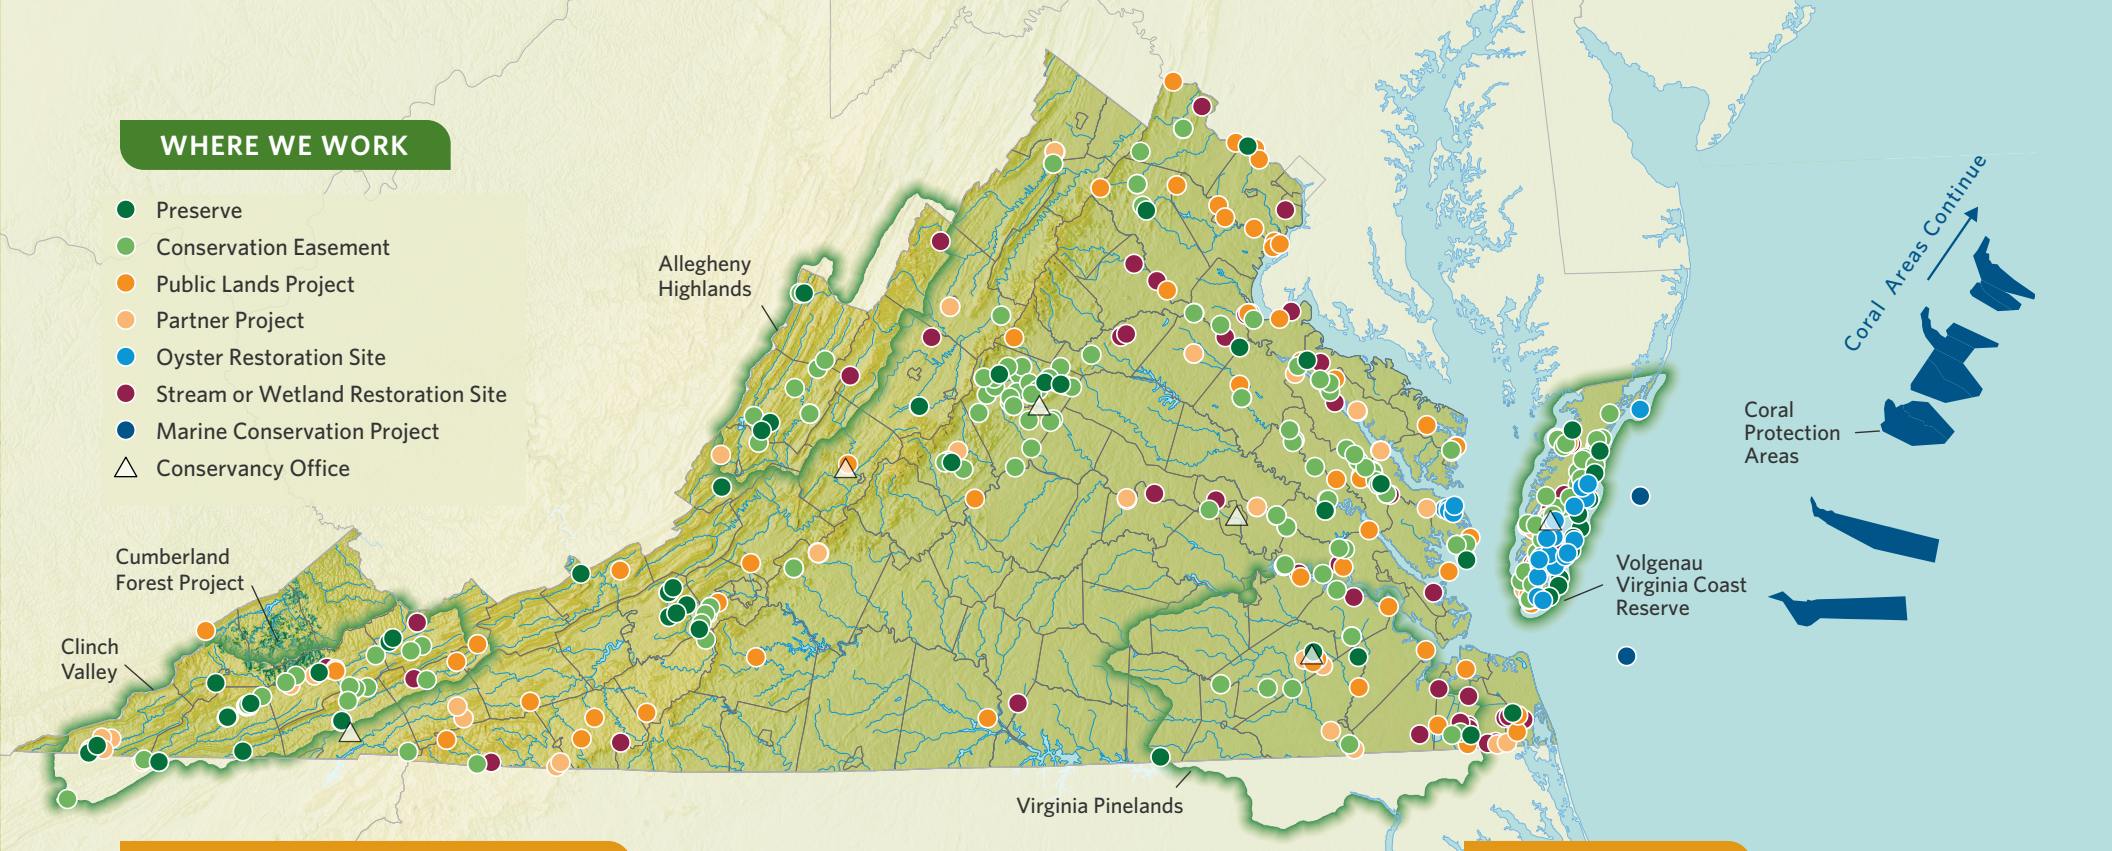 WHERE WE WORK
Preserve
Conservation Easement
Public Lands Project
Partner Project
Oyster Restoration Site
Stream or Wetland Restoration Site
Marine Conservation Project
Conservancy Office
Allegheny
Highlands
Cumberland
Forest Project
Clinch
Valley
Virginia Pinelands
Volgenau
Virginia Coast
Reserve
Coral
Protection
Areas
Coral Areas Continue